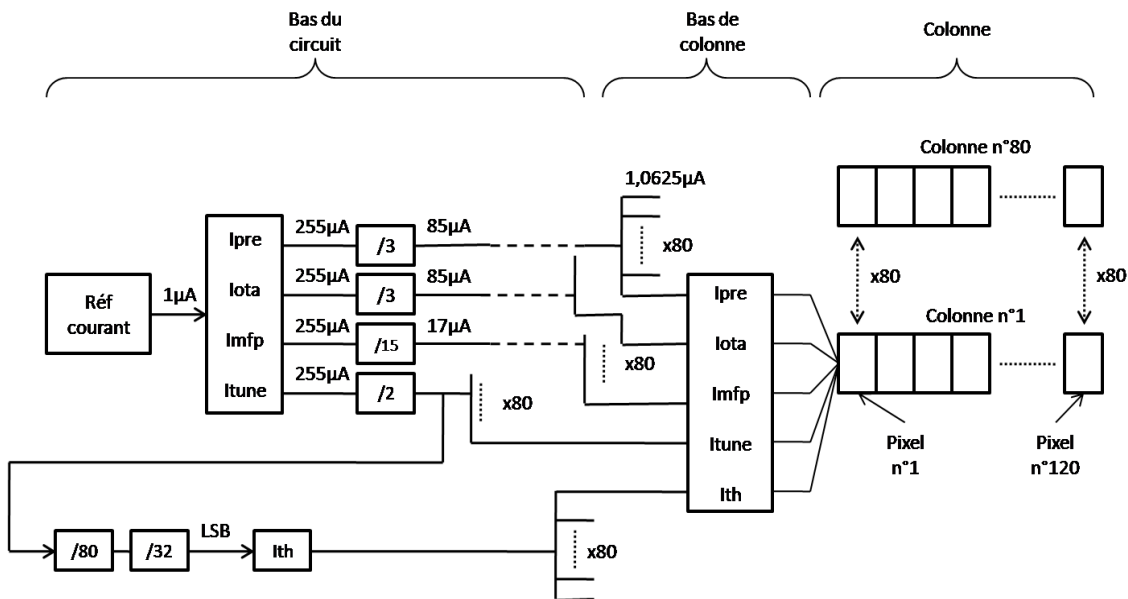 Bas du
circuit
Bas de
colonne
Colonne
Colonne n°80
1,0625µA
255µA
85µA
Ipre
/3
x80
255µA
85µA
Iota
/3
x80
x80
Réf
courant
1µA
Ipre
Colonne n°1
255µA
17µA
Imfp
/15
Iota
x80
255µA
Itune
/2
x80
Imfp
Itune
Pixel
n°1
Pixel
n°120
Ith
LSB
/80
/32
Ith
x80